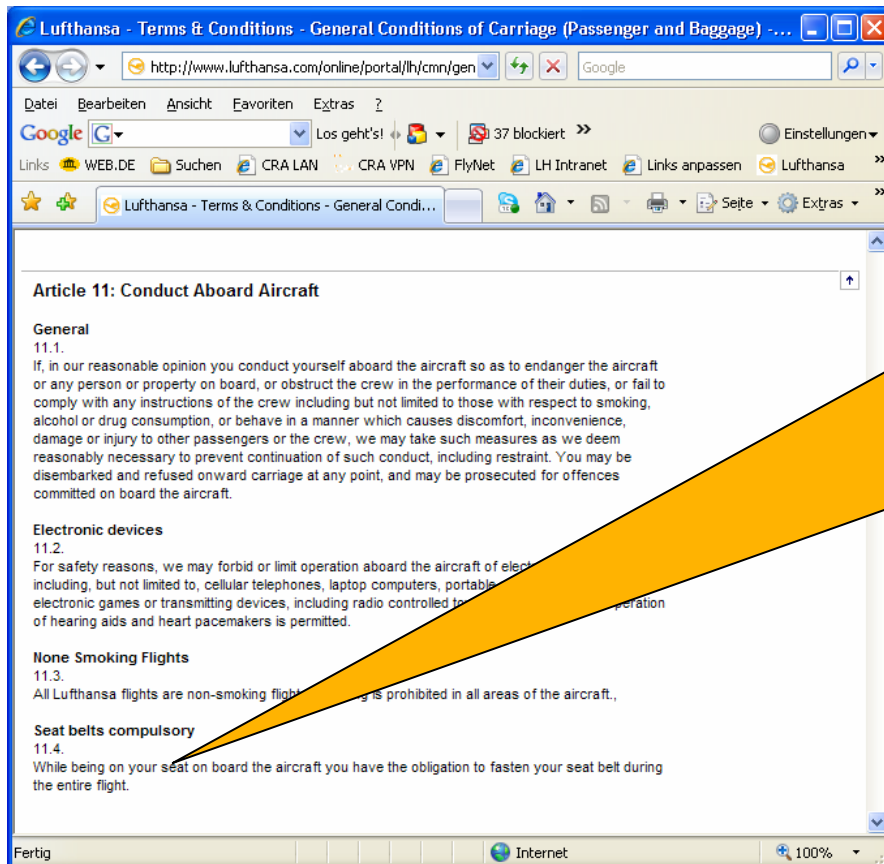 Lufthansa - Terms & Conditions - General Conditions of Carriage (Passenger and Baggage) -...
http://www.lufthansa.com/online/portal/lh/cmn/gen
Google
Datei Bearbeiten Ansicht Favoriten Extras ?
Google G Los geht's! 37 blockiert » Einstellungen
Links WEB.DE Suchen CRA LAN CRA VPN FlyNet LH Intranet Links anpassen Lufthansa »
Lufthansa - Terms & Conditions - General Condi... Seite Extras »
Article 11: Conduct Aboard Aircraft
General
11.1.
If, in our reasonable opinion you conduct yourself aboard the aircraft so as to endanger the aircraft
or any person or property on board, or obstruct the crew in the performance of their duties, or fail to
comply with any instructions of the crew including but not limited to those with respect to smoking,
alcohol or drug consumption, or behave in a manner which causes discomfort, inconvenience,
damage or injury to other passengers or the crew, we may take such measures as we deem
reasonably necessary to prevent continuation of such conduct, including restraint. You may be
disembarked and refused onward carriage at any point, and may be prosecuted for offences
committed on board the aircraft.
Electronic devices
11.2.
For safety reasons, we may forbid or limit operation aboard the aircraft of
including, but not limited to, cellular telephones, laptop computers, portable
electronic games or transmitting devices, including radio controlled
of hearing aids and heart pacemakers is permitted.
None Smoking Flights
11.3.
All Lufthansa flights are non-smoking is prohibited in all areas of the aircraft.,
Seat belts compulsory
11.4.
While being on your seat on board the aircraft you have the obligation to fasten your seat belt during
the entire flight.
Fertig Internet 100%